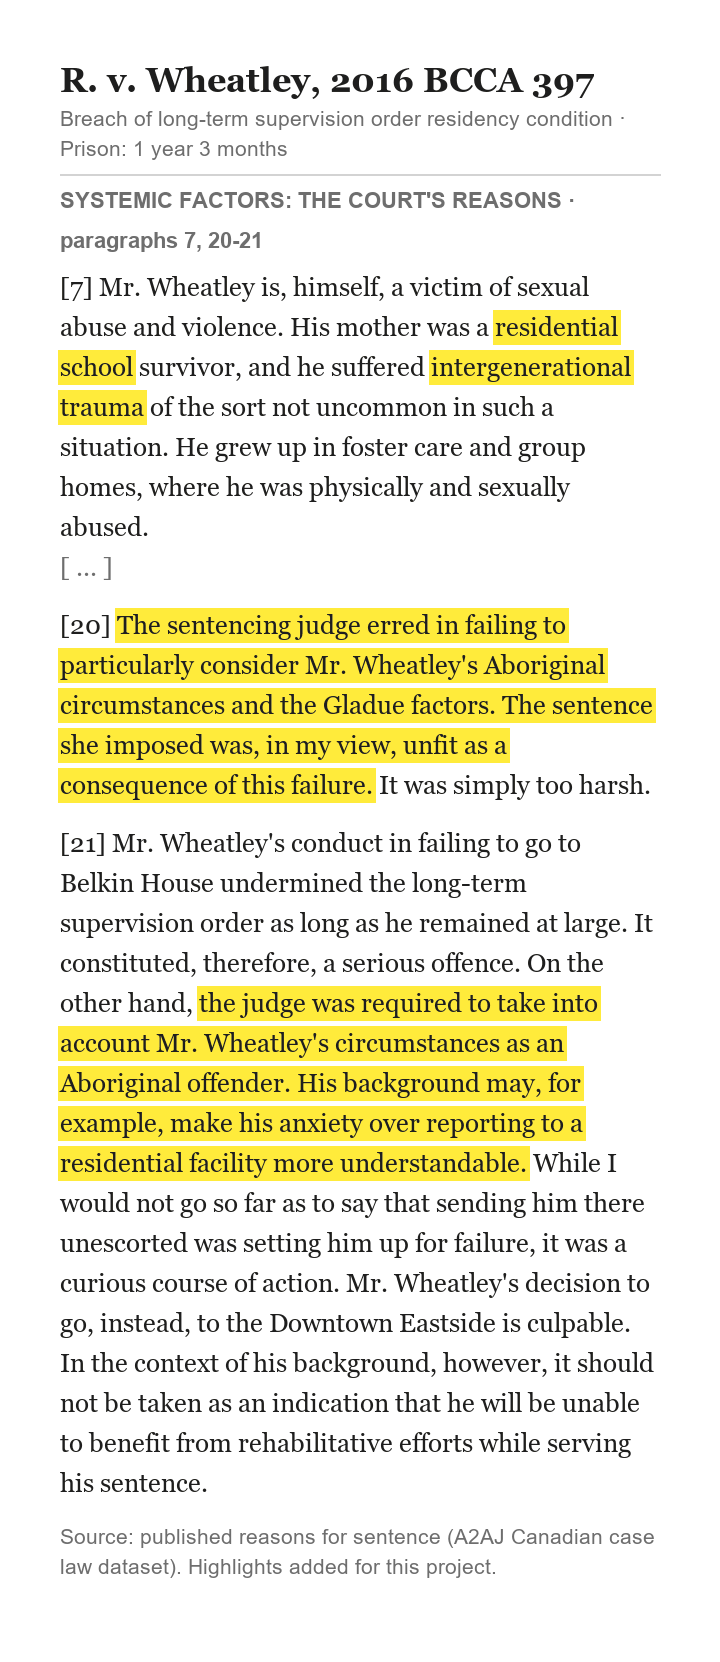 R. v. Wheatley, 2016 BCCA 397
Breach of long-term supervision order residency condition ·
Prison: 1 year 3 months
SYSTEMIC FACTORS: THE COURT'S REASONS ·
paragraphs 7, 20-21
[7] Mr. Wheatley is, himself, a victim of sexual
abuse and violence. His mother was a residential
school survivor, and he suffered intergenerational
trauma of the sort not uncommon in such a
situation. He grew up in foster care and group
homes, where he was physically and sexually
abused.
[ ... ]
[20] The sentencing judge erred in failing to
particularly consider Mr. Wheatley's Aboriginal
circumstances and the Gladue factors. The sentence
she imposed was, in my view, unfit as a
consequence of this failure. It was simply too harsh.
[21] Mr. Wheatley's conduct in failing to go to
Belkin House undermined the long-term
supervision order as long as he remained at large. It
constituted, therefore, a serious offence. On the
other hand, the judge was required to take into
account Mr. Wheatley's circumstances as an
Aboriginal offender. His background may, for
example, make his anxiety over reporting to a
residential facility more understandable. While I
would not go so far as to say that sending him there
unescorted was setting him up for failure, it was a
curious course of action. Mr. Wheatley's decision to
go, instead, to the Downtown Eastside is culpable.
In the context of his background, however, it should
not be taken as an indication that he will be unable
to benefit from rehabilitative efforts while serving
his sentence.
Source: published reasons for sentence (A2AJ Canadian case
law dataset). Highlights added for this project.